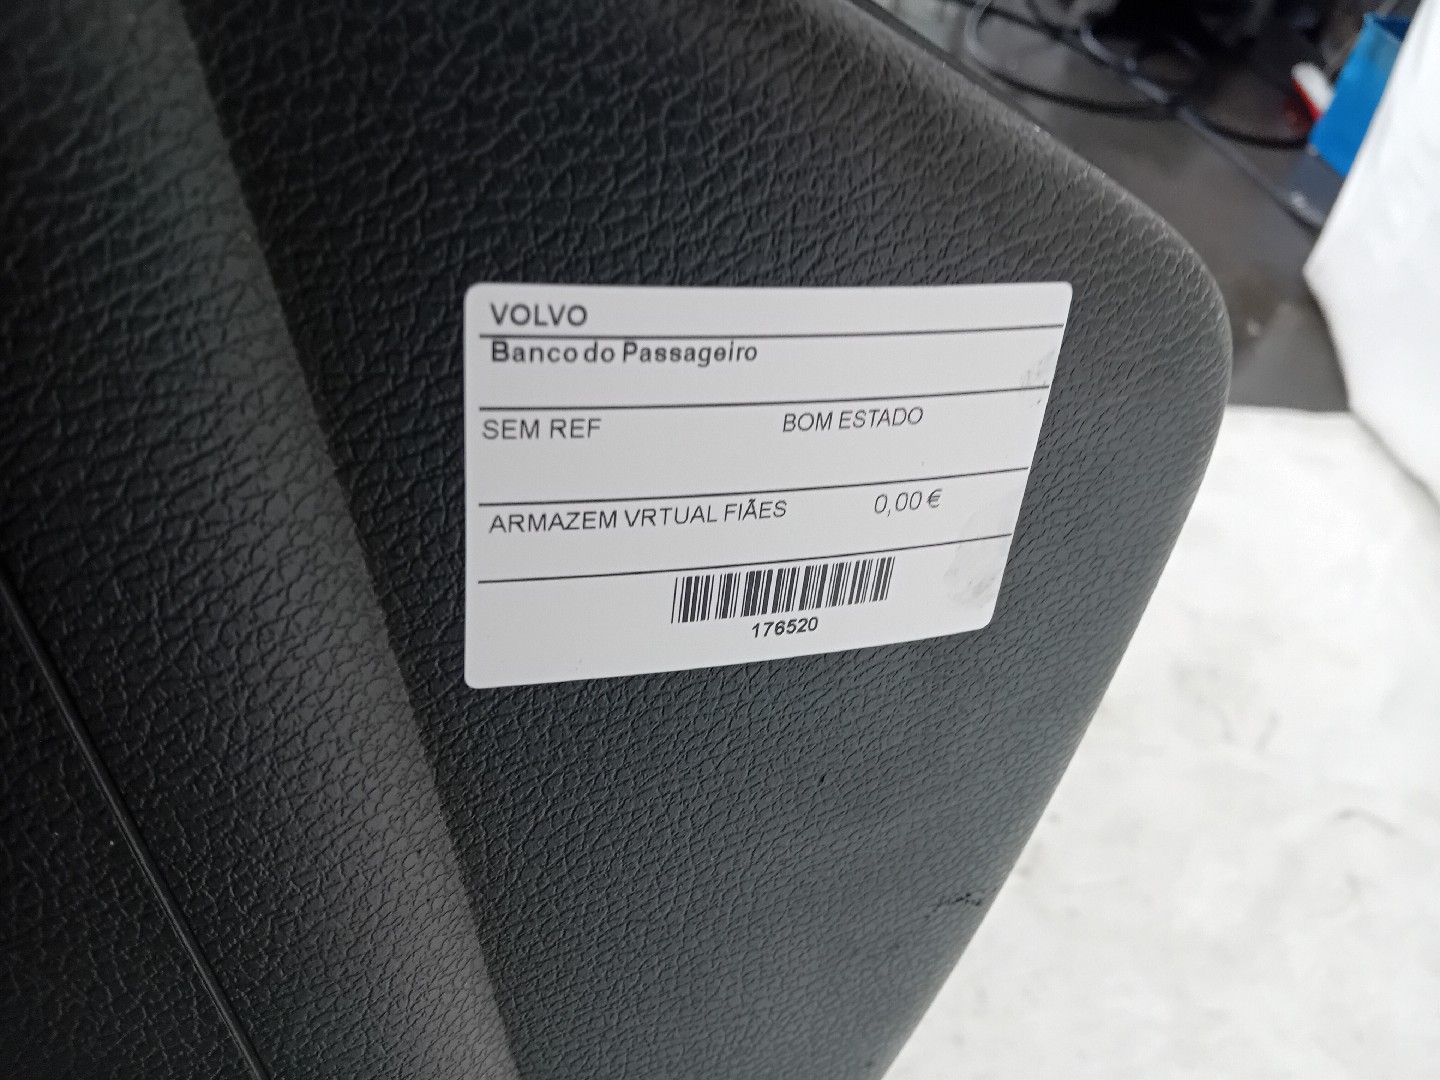 VOLVO
Banco do Passageiro
SEM REF BOM ESTADO
ARMAZEM VRTUAL FIÃES 0,00 €
176520